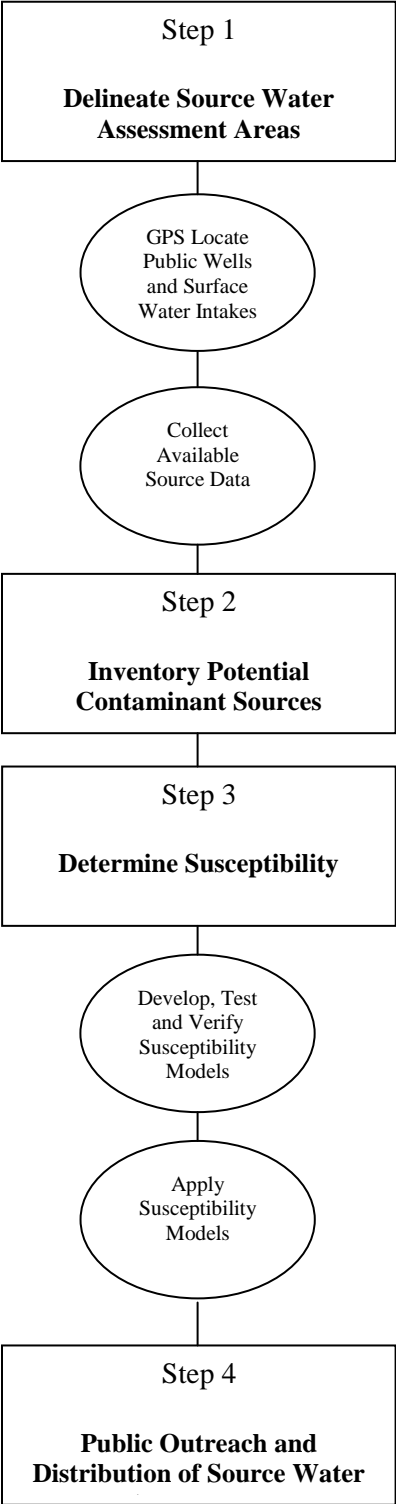 Step 1
Delineate Source Water
Assessment Areas
GPS Locate
Public Wells
and Surface
Water Intakes
Collect
Available
Source Data
Step 2
Inventory Potential
Contaminant Sources
Step 3
Determine Susceptibility
Develop, Test
and Verify
Susceptibility
Models
Apply
Susceptibility
Models
Step 4
Public Outreach and
Distribution of Source Water